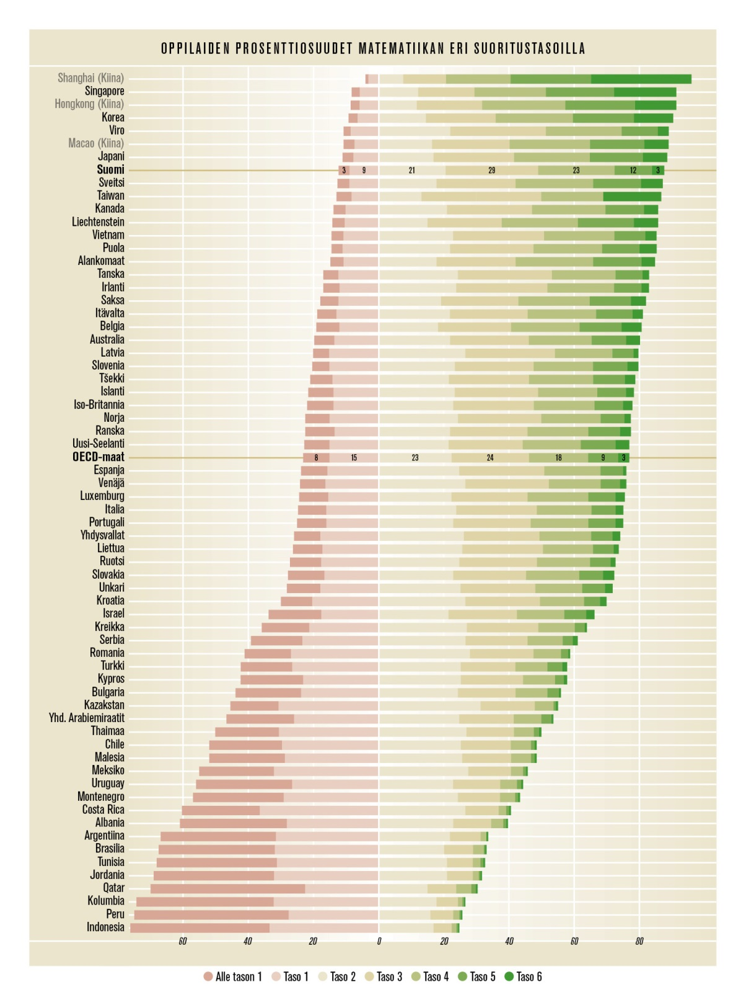 OPPILAIDEN PROSENTTIOSUUDET MATEMATIIKAN ERI SUORITUSTASOILLA
Shanghai (Kiina)
Singapore
Hongkong (Kiina)
Korea
Viro
Macao (Kiina)
Japani
Suomi 3 9 21 29 23 12 3
Sveitsi
Taiwan
Kanada
Liechtenstein
Vietnam
Puola
Alankomaat
Tanska
Irlanti
Saksa
Itävalta
Belgia
Australia
Latvia
Slovenia
Tšekki
Islanti
Iso-Britannia
Norja
Ranska
Uusi-Seelanti
OECD-maat 8 15 23 24 18 9 3
Espanja
Venäjä
Luxemburg
Italia
Portugali
Yhdysvallat
Liettua
Ruotsi
Slovakia
Unkari
Kroatia
Israel
Kreikka
Serbia
Romania
Turkki
Kypros
Bulgaria
Kazakstan
Yhd. Arabiemiraatit
Thaimaa
Chile
Malesia
Meksiko
Uruguay
Montenegro
Costa Rica
Albania
Argentiina
Brasilia
Tunisia
Jordania
Qatar
Kolumbia
Peru
Indonesia
60 40 20 0 20 40 60 80
Alle tason 1 Taso 1 Taso 2 Taso 3 Taso 4 Taso 5 Taso 6